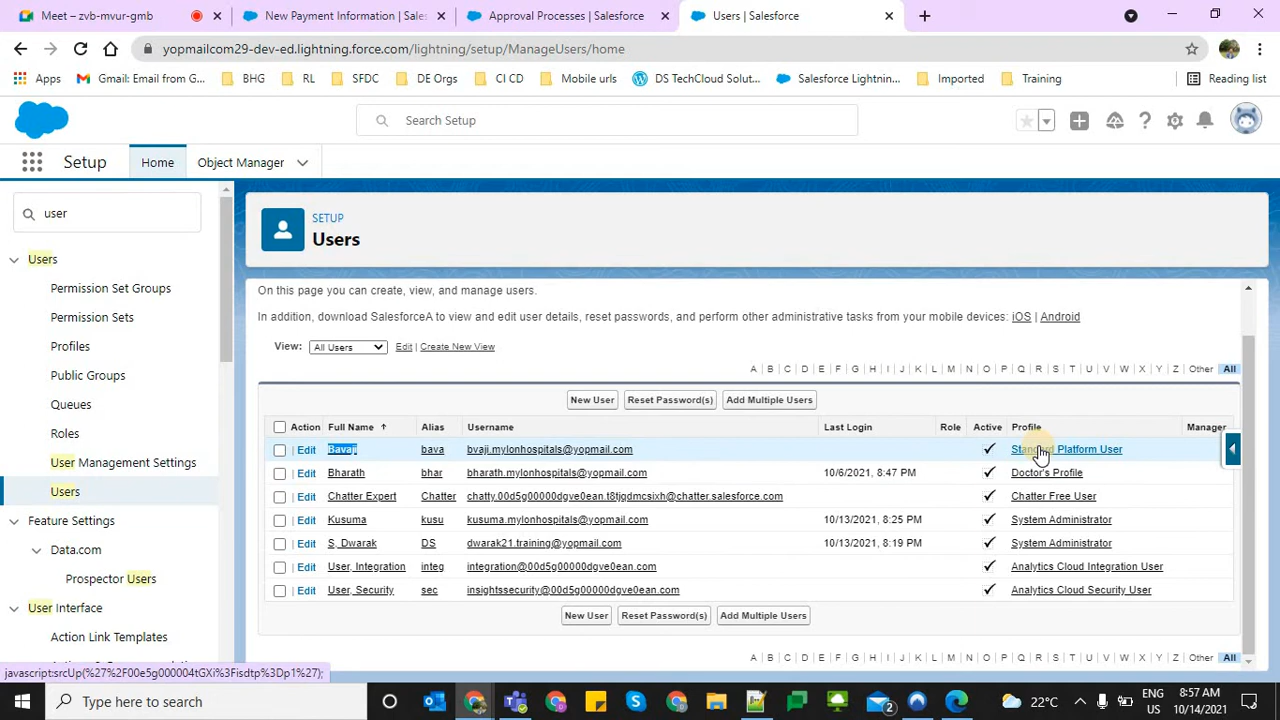 Meet – zvb-mvur-gmb
New Payment Information | Sales
Approval Processes | Salesforce
Users | Salesforce
yopmailcom29-dev-ed.lightning.force.com/lightning/setup/ManageUsers/home
Apps
Gmail: Email from G...
BHG
RL
SFDC
DE Orgs
CI CD
Mobile urls
DS TechCloud Solut...
Salesforce Lightnin...
Imported
Training
Reading list
Search Setup
Setup
Home
Object Manager
user
Users
Permission Set Groups
Permission Sets
Profiles
Public Groups
Queues
Roles
User Management Settings
Users
Feature Settings
Data.com
Prospector Users
User Interface
Action Link Templates
javascript:srcUp(%27%2F00e5g000004tGXi%3Fisdtp%3Dp1%27);
SETUP
Users
On this page you can create, view, and manage users.
In addition, download SalesforceA to view and edit user details, reset passwords, and perform other administrative tasks from your mobile devices: iOS | Android
View: All Users Edit | Create New View
A B C D E F G H I J K L M N O P Q R S T U V W X Y Z Other All
New User Reset Password(s) Add Multiple Users
Action Full Name Alias Username Last Login Role Active Profile Manager
Edit Bavaji bava bvaji.mylonhospitals@yopmail.com Standard Platform User
Edit Bharath bhar bharath.mylonhospitals@yopmail.com 10/6/2021, 8:47 PM Doctor's Profile
Edit Chatter Expert Chatter chatty.00d5g00000dgve0ean.t8tjqdmcsixh@chatter.salesforce.com Chatter Free User
Edit Kusuma kusu kusuma.mylonhospitals@yopmail.com 10/13/2021, 8:25 PM System Administrator
Edit S, Dwarak DS dwarak21.training@yopmail.com 10/13/2021, 8:19 PM System Administrator
Edit User, Integration integ integration@00d5g00000dgve0ean.com Analytics Cloud Integration User
Edit User, Security sec insightssecurity@00d5g00000dgve0ean.com Analytics Cloud Security User
New User Reset Password(s) Add Multiple Users
A B C D E F G H I J K L M N O P Q R S T U V W X Y Z Other All
Type here to search
2
22°C
ENG
US
8:57 AM
10/14/2021